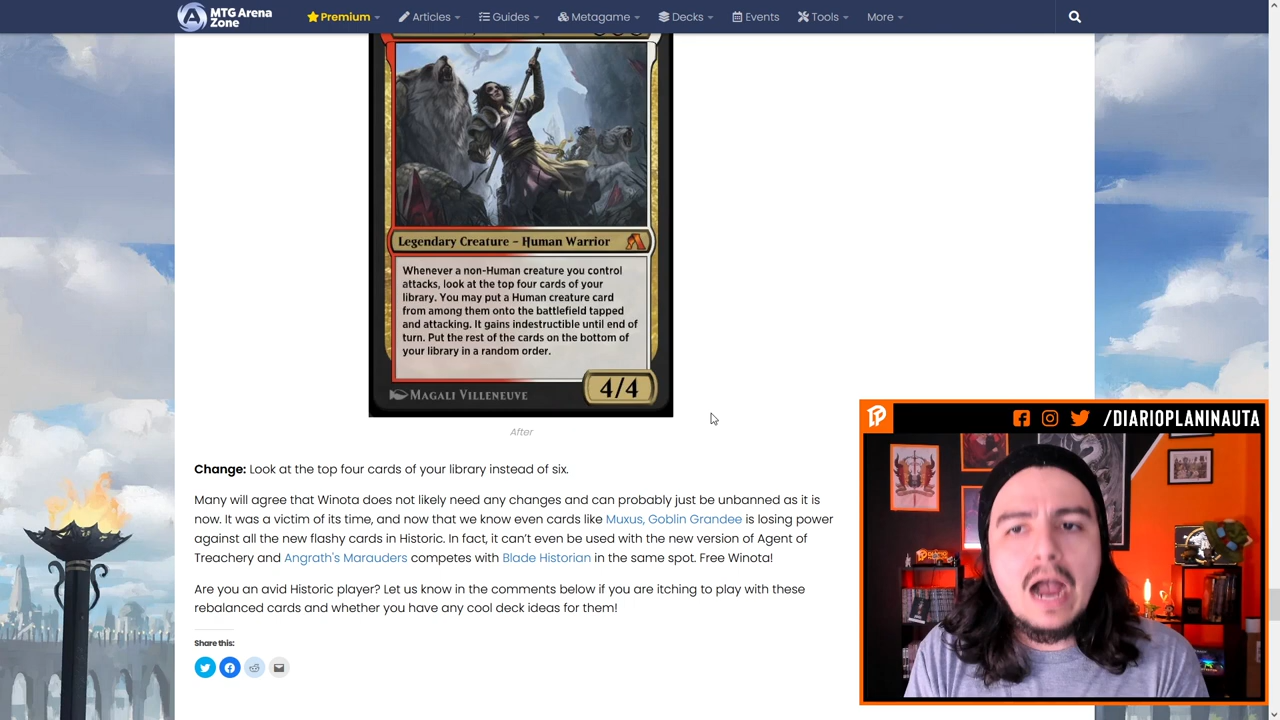 MTG Arena
Zone
Premium
Articles
Guides
Metagame
Decks
Events
Tools
More
Legendary Creature – Human Warrior
Whenever a non-Human creature you control
attacks, look at the top four cards of your
library. You may put a Human creature card
from among them onto the battlefield tapped
and attacking. It gains indestructible until end of
turn. Put the rest of the cards on the bottom of
your library in a random order.
4/4
Magali Villeneuve
After
Change: Look at the top four cards of your library instead of six.
Many will agree that Winota does not likely need any changes and can probably just be unbanned as it is
now. It was a victim of its time, and now that we know even cards like Muxus, Goblin Grandee is losing power
against all the new flashy cards in Historic. In fact, it can't even be used with the new version of Agent of
Treachery and Angrath's Marauders competes with Blade Historian in the same spot. Free Winota!
Are you an avid Historic player? Let us know in the comments below if you are itching to play with these
rebalanced cards and whether you have any cool deck ideas for them!
Share this:
/DIARIOPLANINAUTA